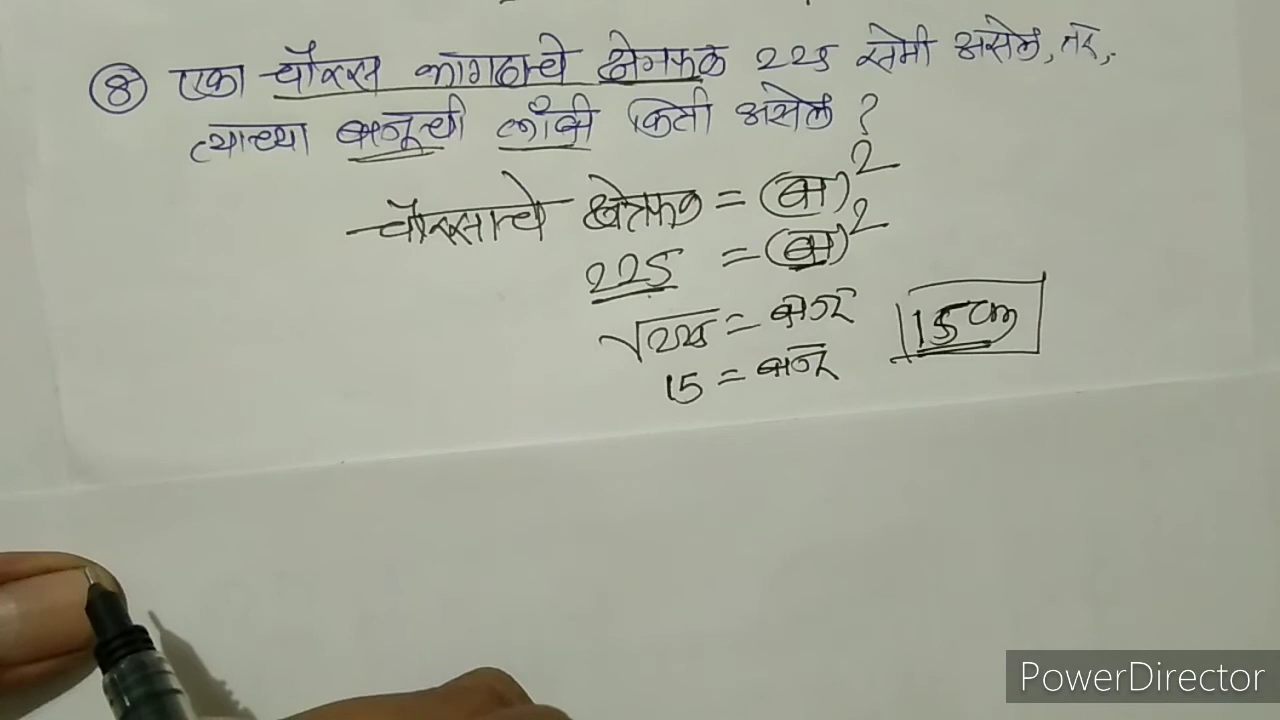 ⑧ एका चौरस कागदाचे क्षेत्रफळ 225 सेमी असेल, तर,
त्याच्या बाजूची लाँबी किती असेल ?
चौरसाचे क्षेत्रफळ = (बा)²
225 = (बा)²
√225 = बाजू
15 = बाजू
15 cm
PowerDirector